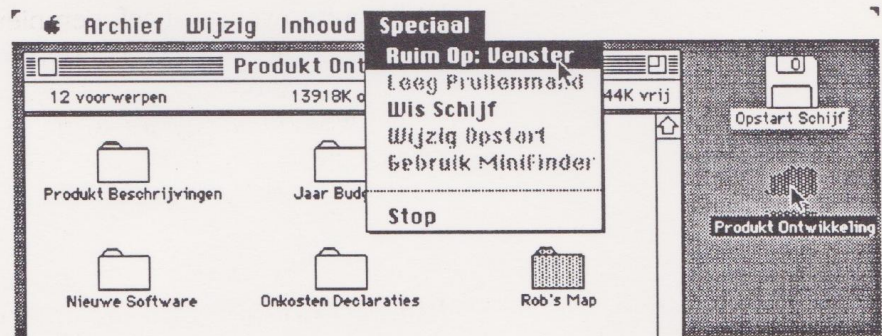 Archief Wijzig Inhoud Speciaal
Ruim Op: Venster
Leeg Prullenmand
Wis Schijf
Wijzig Opstart
Gebruik MiniFinder
Stop
Produkt Ont
12 voorwerpen 13918K o 44K vrij
Produkt Beschrijvingen
Jaar Budg
Nieuwe Software
Onkosten Declaraties
Rob's Map
Opstart Schijf
Produkt Ontwikkeling